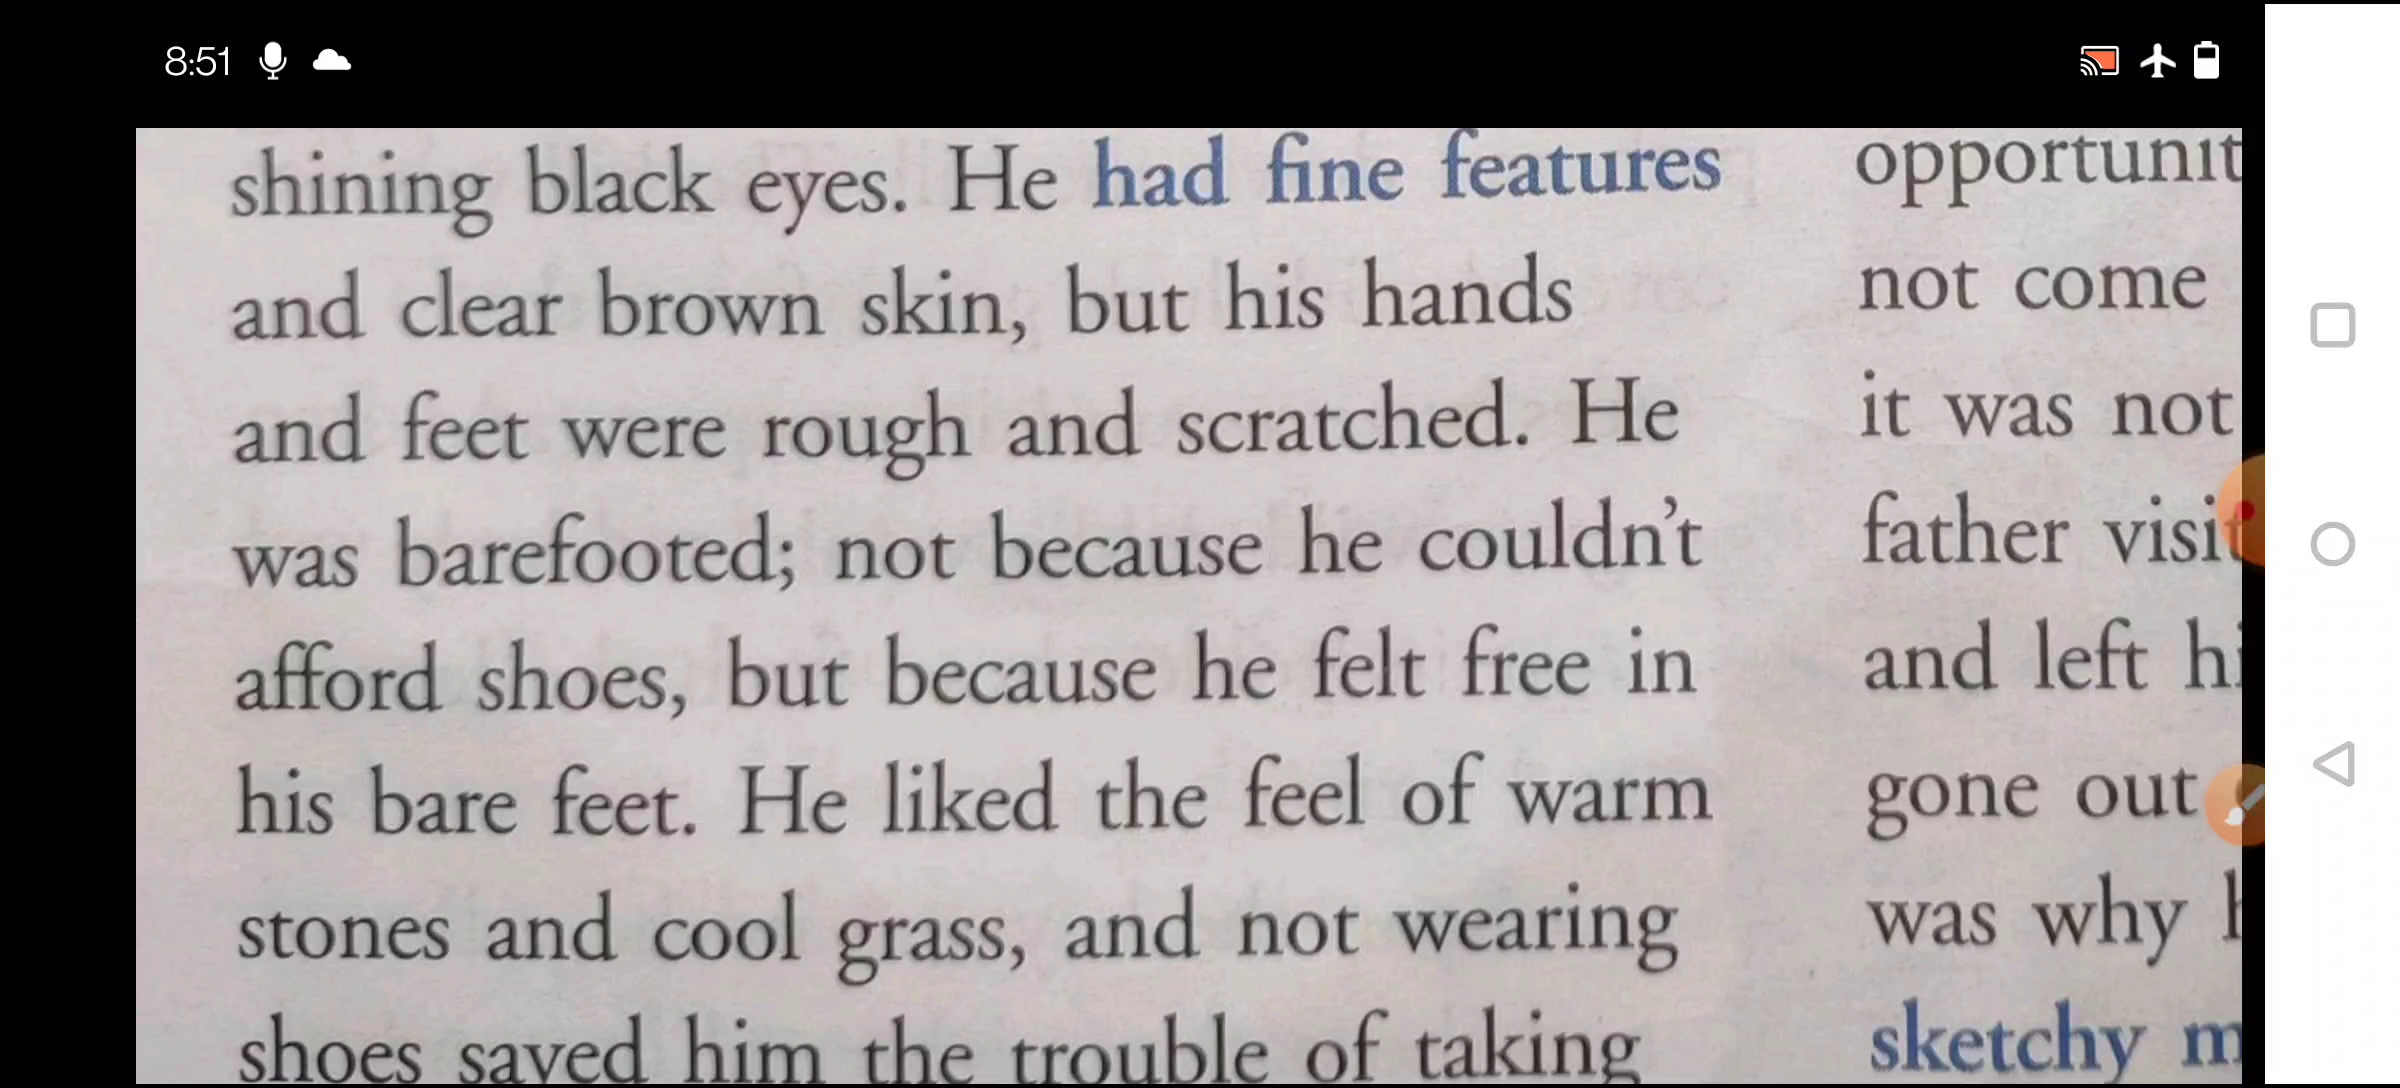 8:51
shining black eyes. He had fine features
and clear brown skin, but his hands
and feet were rough and scratched. He
was barefooted; not because he couldn't
afford shoes, but because he felt free in
his bare feet. He liked the feel of warm
stones and cool grass, and not wearing
shoes saved him the trouble of taking
not come
it was not
father
and left
gone out
was why
sketchy